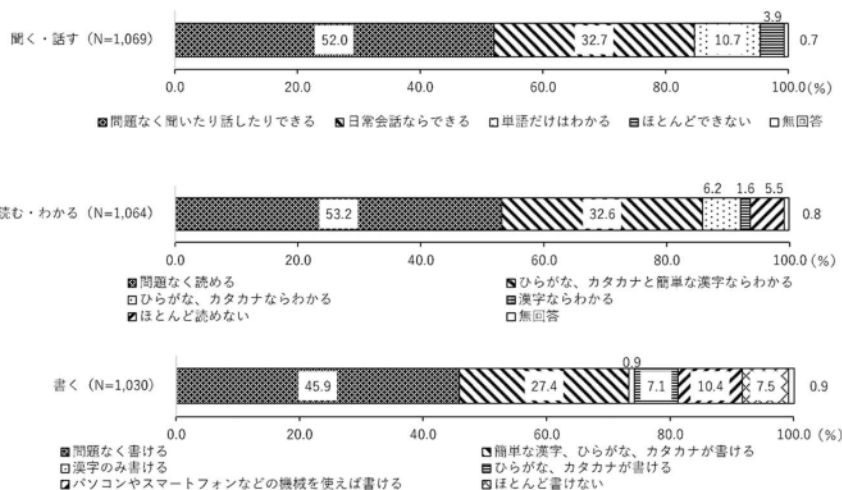 3.9
聞く・話す (N=1,069) 52.0 32.7 10.7 0.7
0.0 20.0 40.0 60.0 80.0 100.0(%)
問題なく聞いたり話したりできる 日常会話ならできる 単語だけはわかる ほとんどできない 無回答
6.2 1.6 5.5
読む・わかる (N=1,064) 53.2 32.6 0.8
0.0 20.0 40.0 60.0 80.0 100.0 (%)
問題なく読める ひらがな、カタカナと簡単な漢字ならわかる
ひらがな、カタカナならわかる 漢字ならわかる
ほとんど読めない 無回答
0.9
書く (N=1,030) 45.9 27.4 7.1 10.4 7.5 0.9
0.0 20.0 40.0 60.0 80.0 100.0 (%)
問題なく書ける 簡単な漢字、ひらがな、カタカナが書ける
漢字のみ書ける ひらがな、カタカナが書ける
パソコンやスマートフォンなどの機械を使えば書ける ほとんど書けない